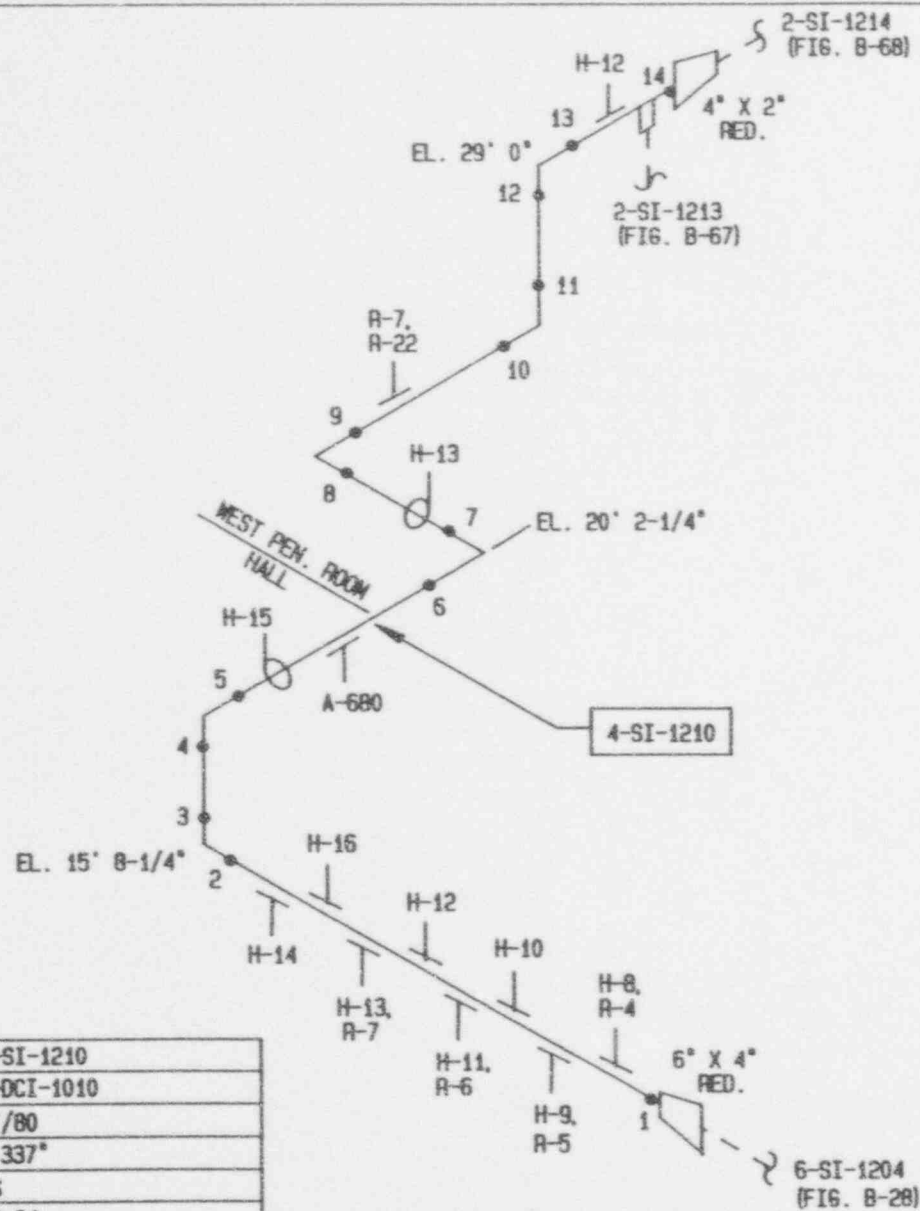 2-SI-1214
(FIG. B-68)
H-12
14
4" X 2"
RED.
13
EL. 29' 0"
12
2-SI-1213
(FIG. B-67)
11
R-7,
R-22
10
9
H-13
8
7
EL. 20' 2-1/4"
WEST PEN. ROOM
HALL
6
H-15
5
A-680
4-SI-1210
4
3
EL. 15' 8-1/4"
2
H-16
H-14
H-12
H-13,
R-7
H-10
H-11,
R-6
H-8,
R-4
H-9,
R-5
6" X 4"
RED.
1
6-SI-1204
(FIG. B-28)
-SI-1210
DCI-1010
/80
337"